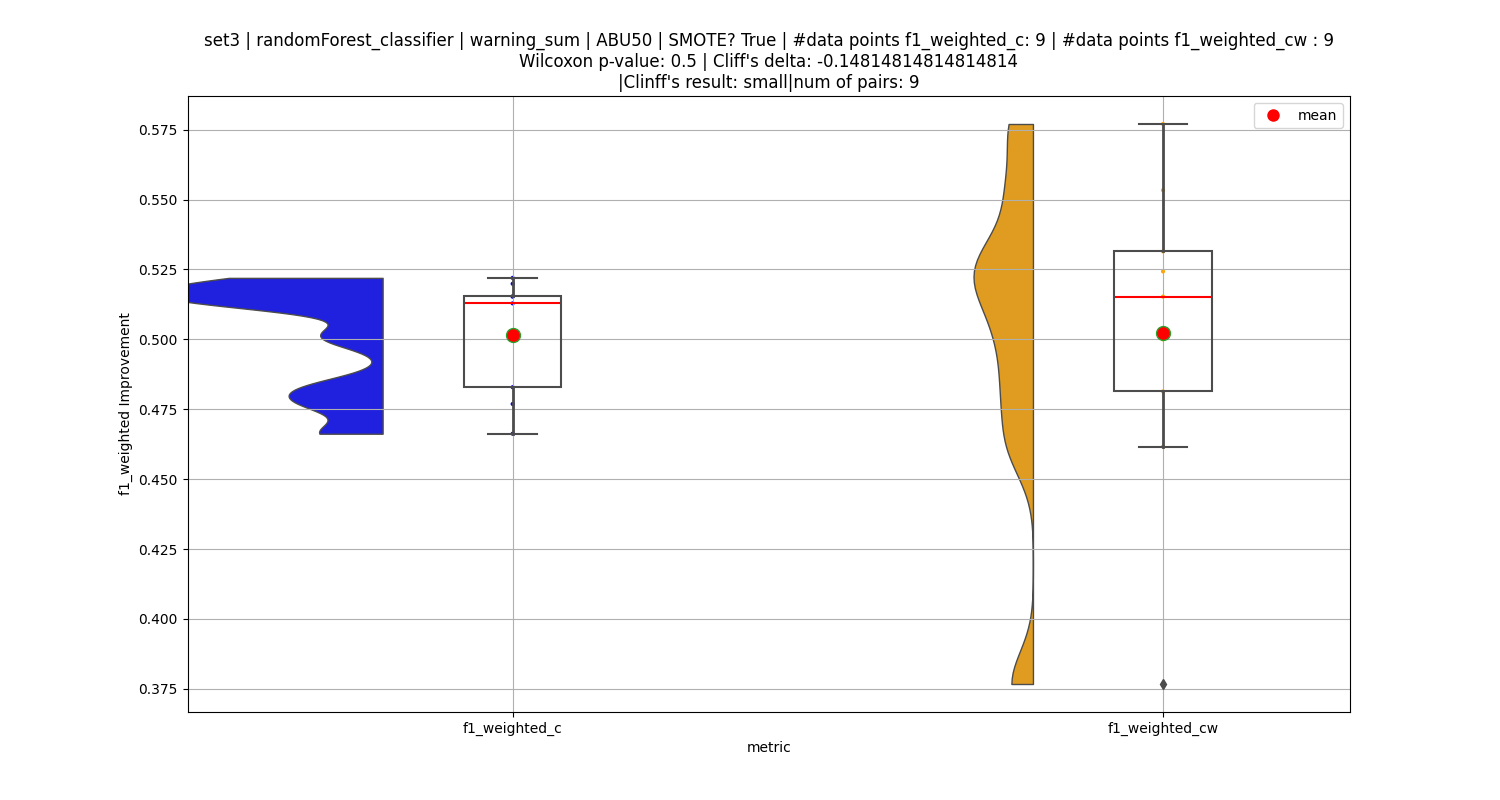 set3 | randomForest_classifier | warning_sum | ABU50 | SMOTE? True | #data points f1_weighted_c: 9 | #data points f1_weighted_cw : 9
Wilcoxon p-value: 0.5 | Cliff's delta: -0.14814814814814814
|Clinff's result: small|num of pairs: 9
mean
0.575
0.550
0.525
0.500
0.475
0.450
0.425
0.400
0.375
f1_weighted Improvement
f1_weighted_c
f1_weighted_cw
metric